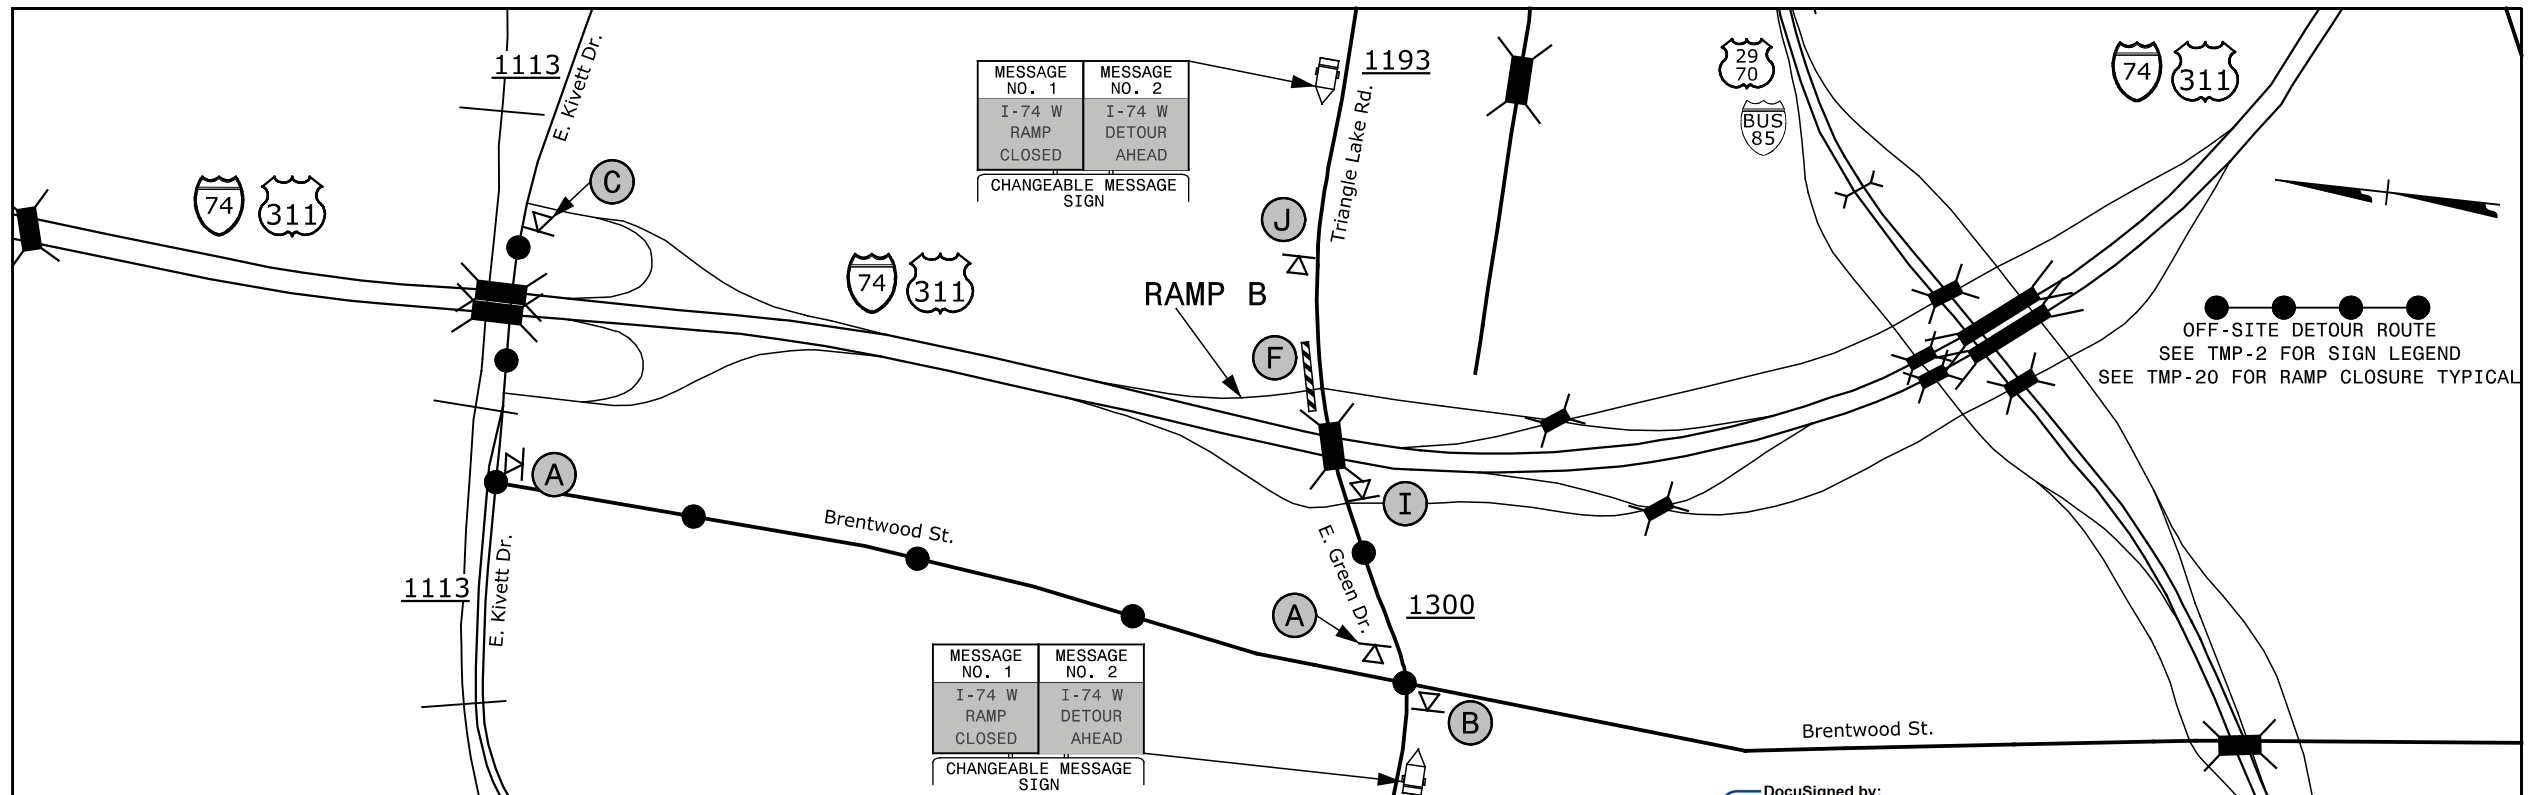 1113
E. Kivett Dr.
MESSAGE NO. 1
MESSAGE NO. 2
I-74 W
RAMP
CLOSED
I-74 W
DETOUR
AHEAD
CHANGEABLE MESSAGE
SIGN
1193
Triangle Lake Rd.
29
70
BUS
85
74
311
74
311
C
J
74
311
RAMP B
F
OFF-SITE DETOUR ROUTE
SEE TMP-2 FOR SIGN LEGEND
SEE TMP-20 FOR RAMP CLOSURE TYPICAL
A
I
Brentwood St.
E. Green Dr.
1113
E. Kivett Dr.
A
1300
MESSAGE NO. 1
MESSAGE NO. 2
I-74 W
RAMP
CLOSED
I-74 W
DETOUR
AHEAD
CHANGEABLE MESSAGE
SIGN
B
Brentwood St.
DocuSigned by: